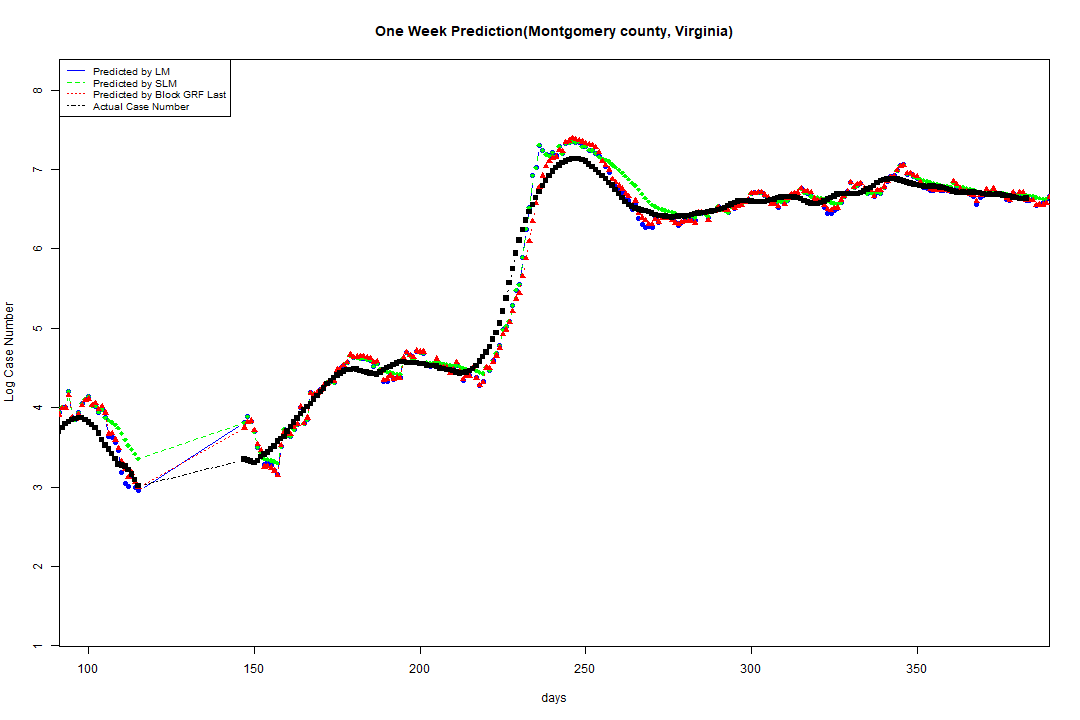 One Week Prediction(Montgomery county, Virginia)
Predicted by LM
Predicted by SLM
Predicted by Block GRF Last
Actual Case Number
8
7
6
5
4
3
2
1
Log Case Number
100 150 200 250 300 350
days